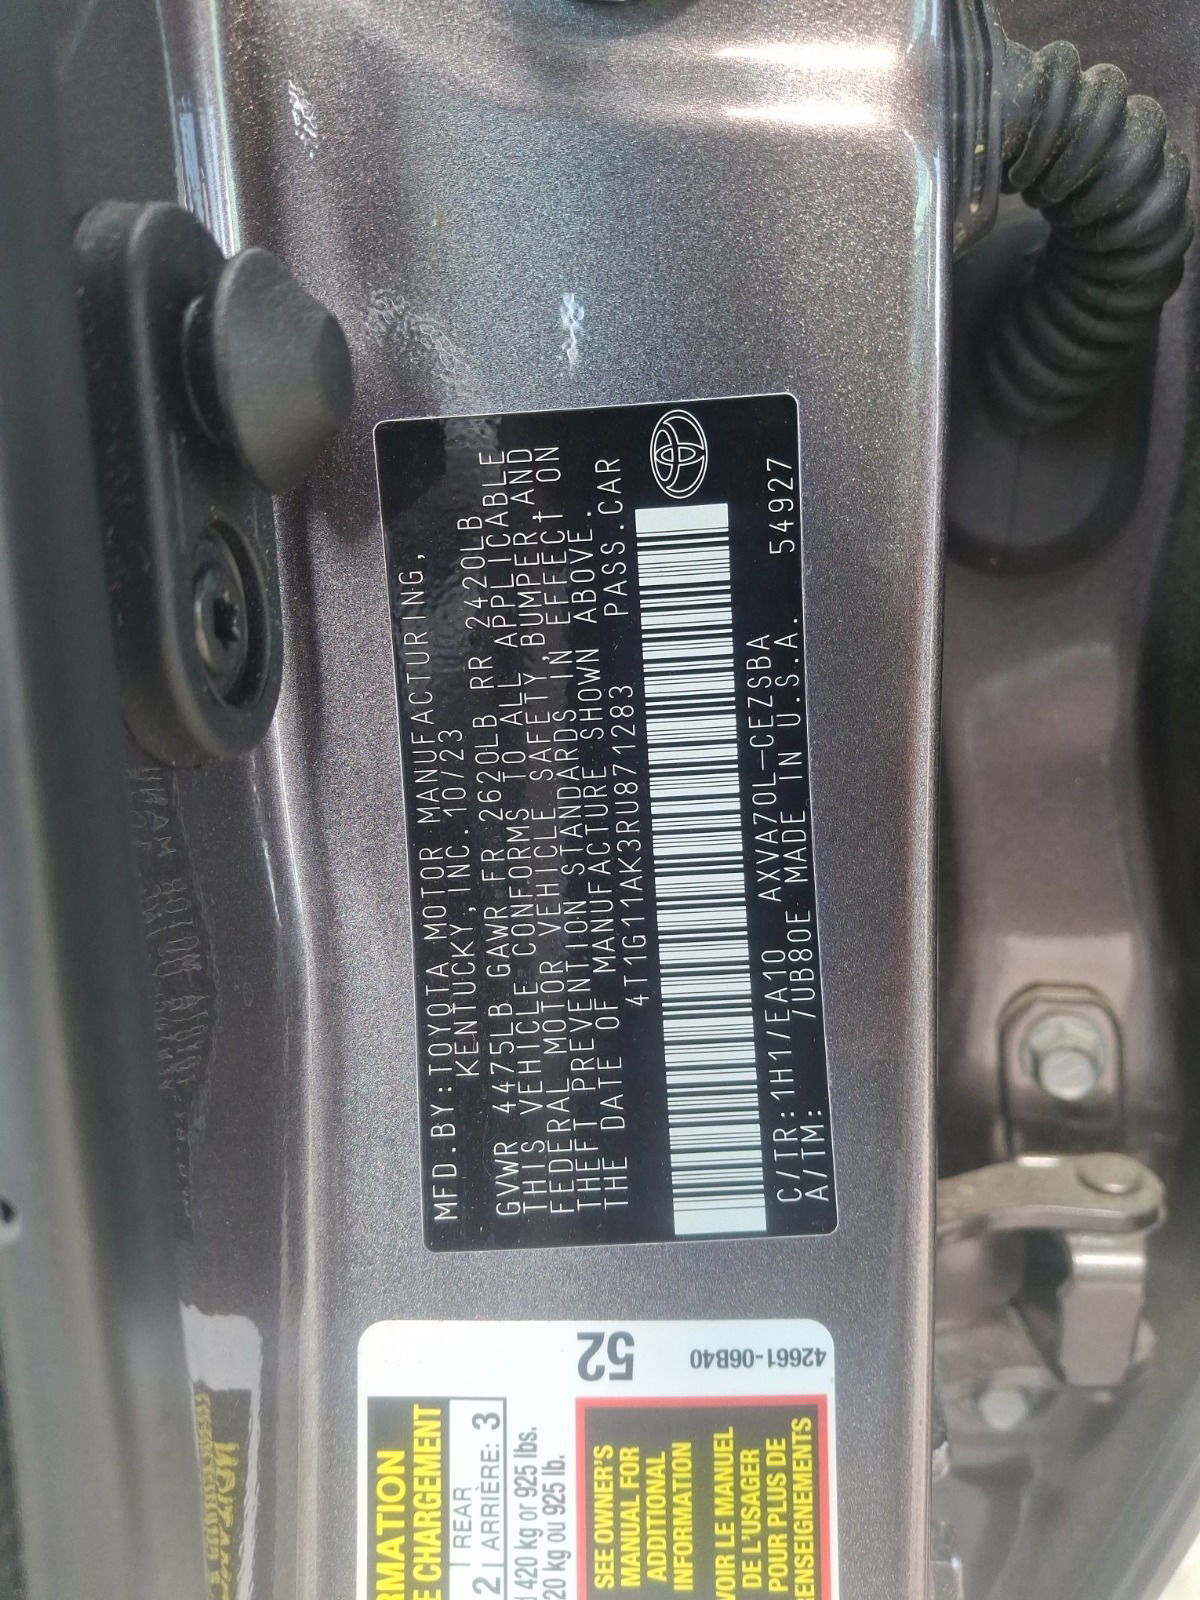 MFD.BY:TOYOTA MOTOR MANUFACTURING,
KENTUCKY,INC. 10/23
GVWR 4475LB GAWR FR 2620LB RR 2420LB
THIS VEHICLE CONFORMS TO ALL APPLICABLE
FEDERAL MOTOR VEHICLE SAFETY,BUMPER,AND
THEFT PREVENTION STANDARDS IN EFFECT ON
THE DATE OF MANUFACTURE SHOWN ABOVE.
4T1G11AK3RU871283 PASS.CAR
C/TR:1H1/EA10 AXVA70L-CEZSBA
A/TM: /UB80E MADE IN U.S.A. 54927
52
42661-06B40
RMATION
E CHARGEMENT
2 REAR
ARRIÈRE: 3
d 420 kg or 925 lbs.
20 kg ou 925 lb.
SEE OWNER'S
MANUAL FOR
ADDITIONAL
INFORMATION
VOIR LE MANUEL
DE L'USAGER
POUR PLUS DE
RENSEIGNEMENTS